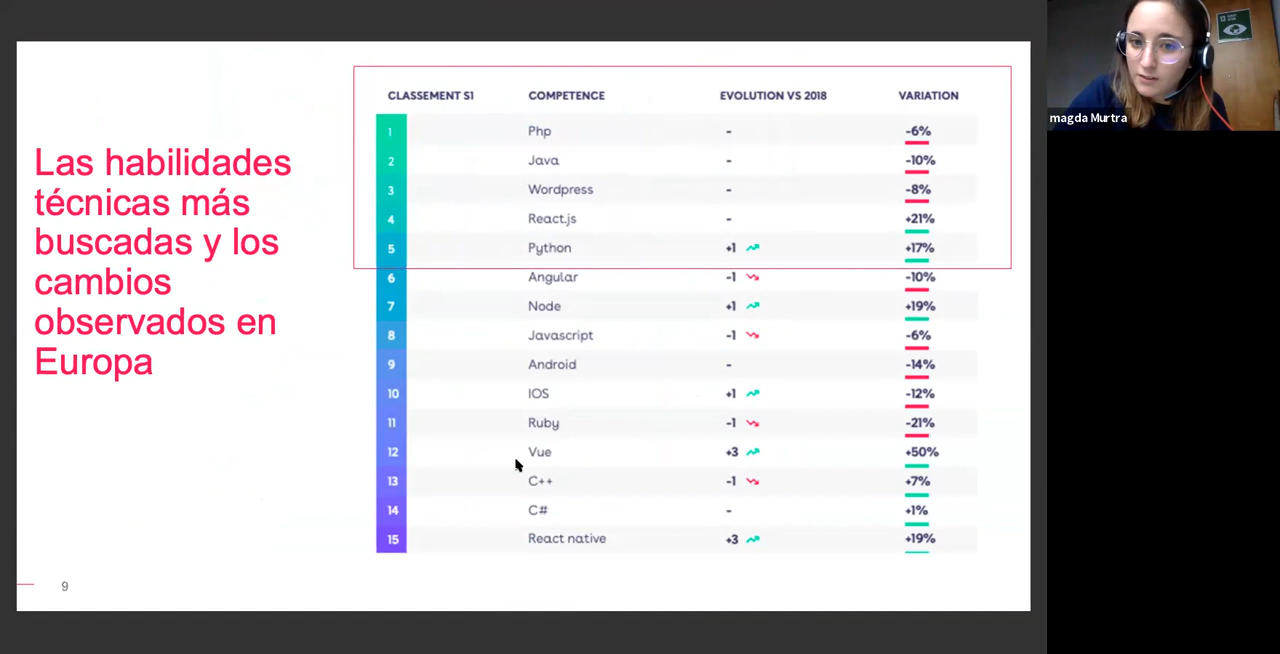 Las habilidades
técnicas más
buscadas y los
cambios
observados en
Europa
CLASSEMENT S1 COMPETENCE EVOLUTION VS 2018 VARIATION
1 Php - -6%
2 Java - -10%
3 Wordpress - -8%
4 React.js - +21%
5 Python +1 +17%
6 Angular -1 -10%
7 Node +1 +19%
8 Javascript -1 -6%
9 Android - -14%
10 IOS +1 -12%
11 Ruby -1 -21%
12 Vue +3 +50%
13 C++ -1 +7%
14 C# - +1%
15 React native +3 +19%
9
magda Murtra